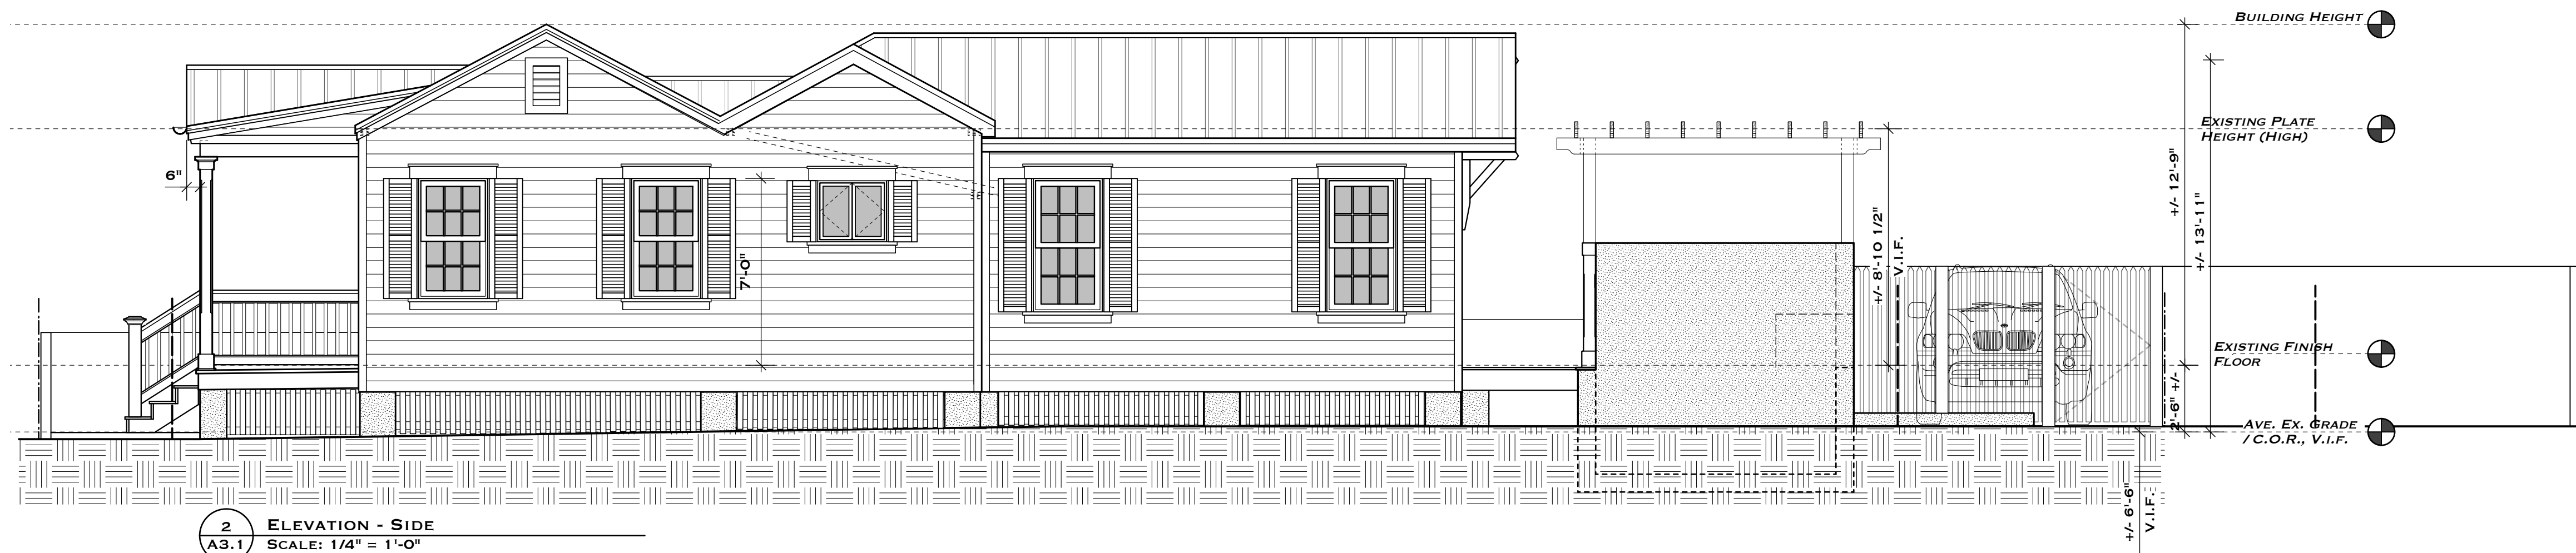 BUILDING HEIGHT
EXISTING PLATE
HEIGHT (HIGH)
+/- 12'-9"
+/- 13'-11"
6"
7'-0"
+/- 8'-10 1/2"
V.I.F.
EXISTING FINISH
FLOOR
2'-6" +/-
AVE. EX. GRADE
/ C.O.R., V.I.F.
+/- 6'-6"
V.I.F.
2
A3.1
ELEVATION - SIDE
SCALE: 1/4" = 1'-0"